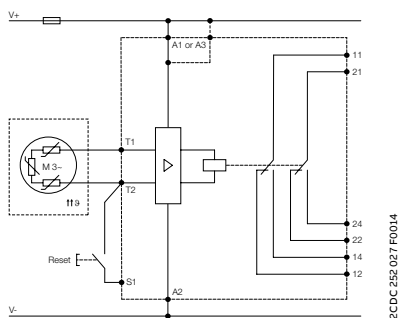 V+
A1 or A3
11
21
T1
M 3~
T2
ϑ
24
22
14
12
Reset
S1
A2
V-
2CDC 252 027 F0014